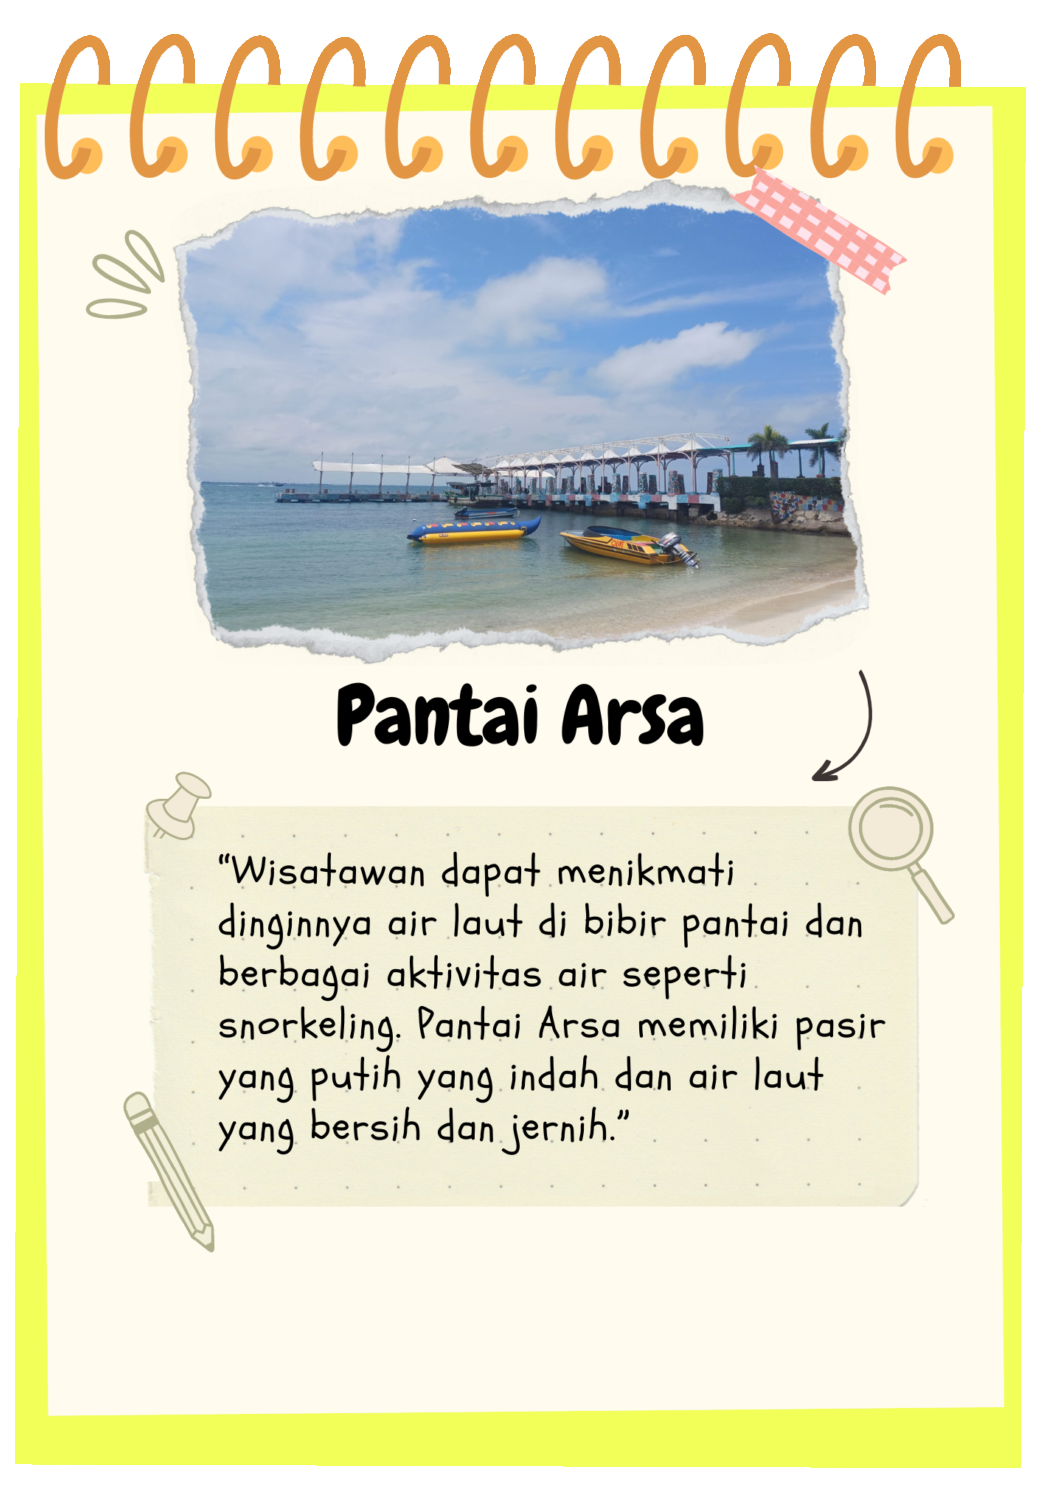 Pantai Arsa
“Wisatawan dapat menikmati
dinginnya air laut di bibir pantai dan
berbagai aktivitas air seperti
snorkeling. Pantai Arsa memiliki pasir
yang putih yang indah dan air laut
yang bersih dan jernih.”